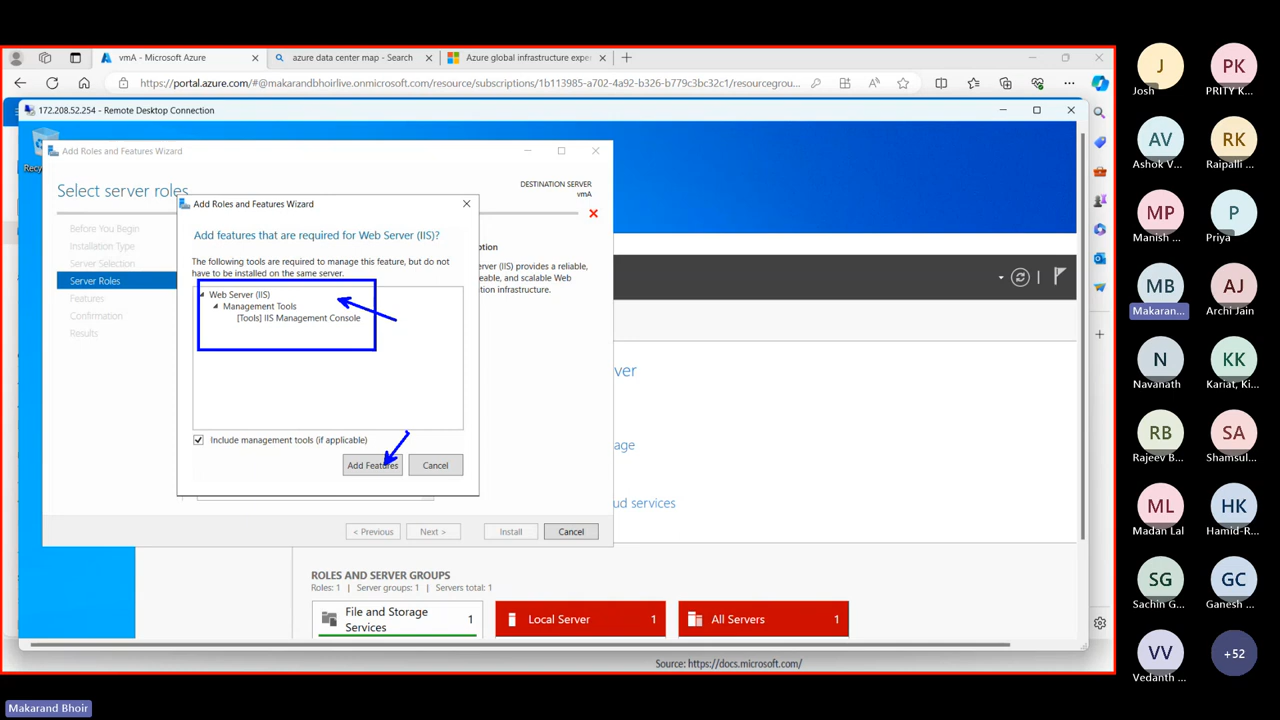 vmA - Microsoft Azure
azure data center map - Search
Azure global infrastructure expe
https://portal.azure.com/#@makarandbhoirlive.onmicrosoft.com/resource/subscriptions/1b113985-a702-4a92-b326-b779c3bc32c1/resourcegrou...
172.208.52.254 - Remote Desktop Connection
Recy
Add Roles and Features Wizard
Select server roles
DESTINATION SERVER
vmA
Before You Begin
Installation Type
Server Selection
Server Roles
Features
Confirmation
Results
Add Roles and Features Wizard
Add features that are required for Web Server (IIS)?
The following tools are required to manage this feature, but do not
have to be installed on the same server.
Web Server (IIS)
Management Tools
[Tools] IIS Management Console
Include management tools (if applicable)
Add Features
Cancel
ption
erver (IIS) provides a reliable,
eable, and scalable Web
ation infrastructure.
< Previous
Next >
Install
Cancel
ver
age
ud services
ROLES AND SERVER GROUPS
Roles: 1 | Server groups: 1 | Servers total: 1
File and Storage
Services
1
Local Server
1
All Servers
1
Source: https://docs.microsoft.com/
Makarand Bhoir
J
Josh
PK
PRITY K...
AV
Ashok V...
RK
Raipalli ...
MP
Manish ...
P
Priya
MB
Makaran...
AJ
Archi Jain
N
Navanath
KK
Kariat, Ki...
RB
Rajeev B...
SA
Shamsul...
ML
Madan Lal
HK
Hamid-R...
SG
Sachin G...
GC
Ganesh ...
VV
Vedanth ...
+52